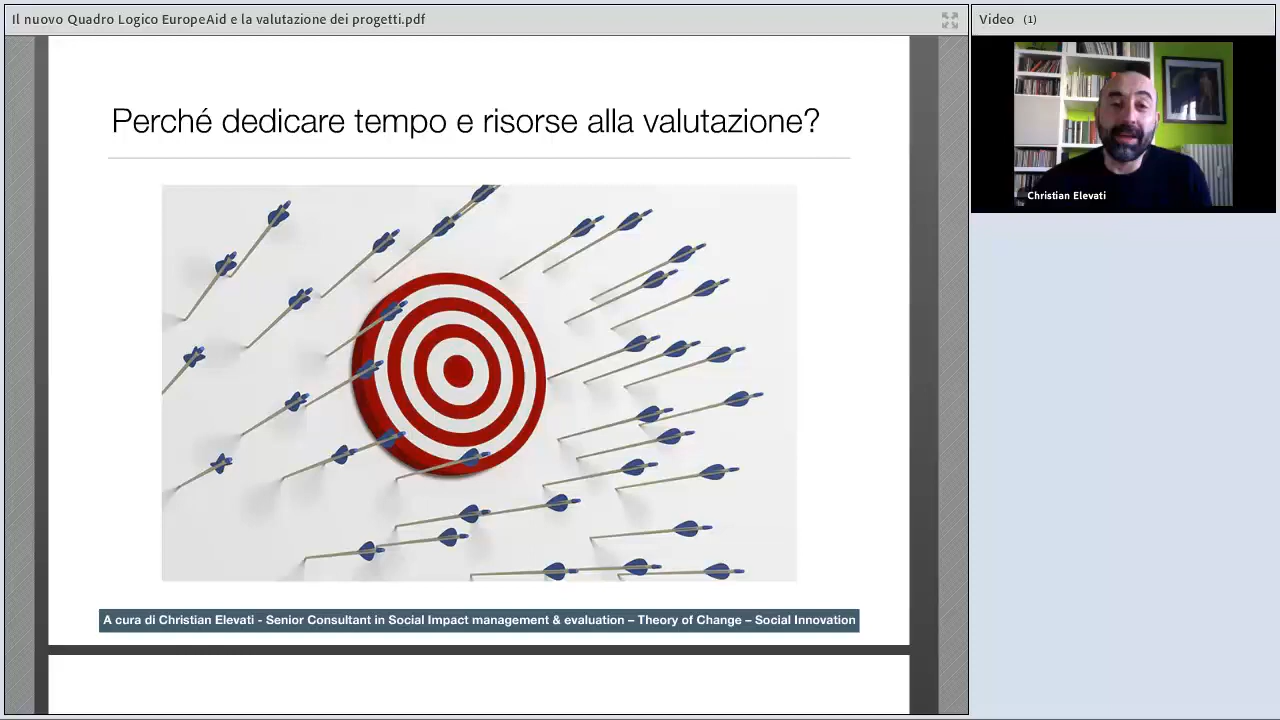 Il nuovo Quadro Logico EuropeAid e la valutazione dei progetti.pdf
Video (1)
Perché dedicare tempo e risorse alla valutazione?
Christian Elevati
A cura di Christian Elevati - Senior Consultant in Social Impact management & evaluation – Theory of Change – Social Innovation